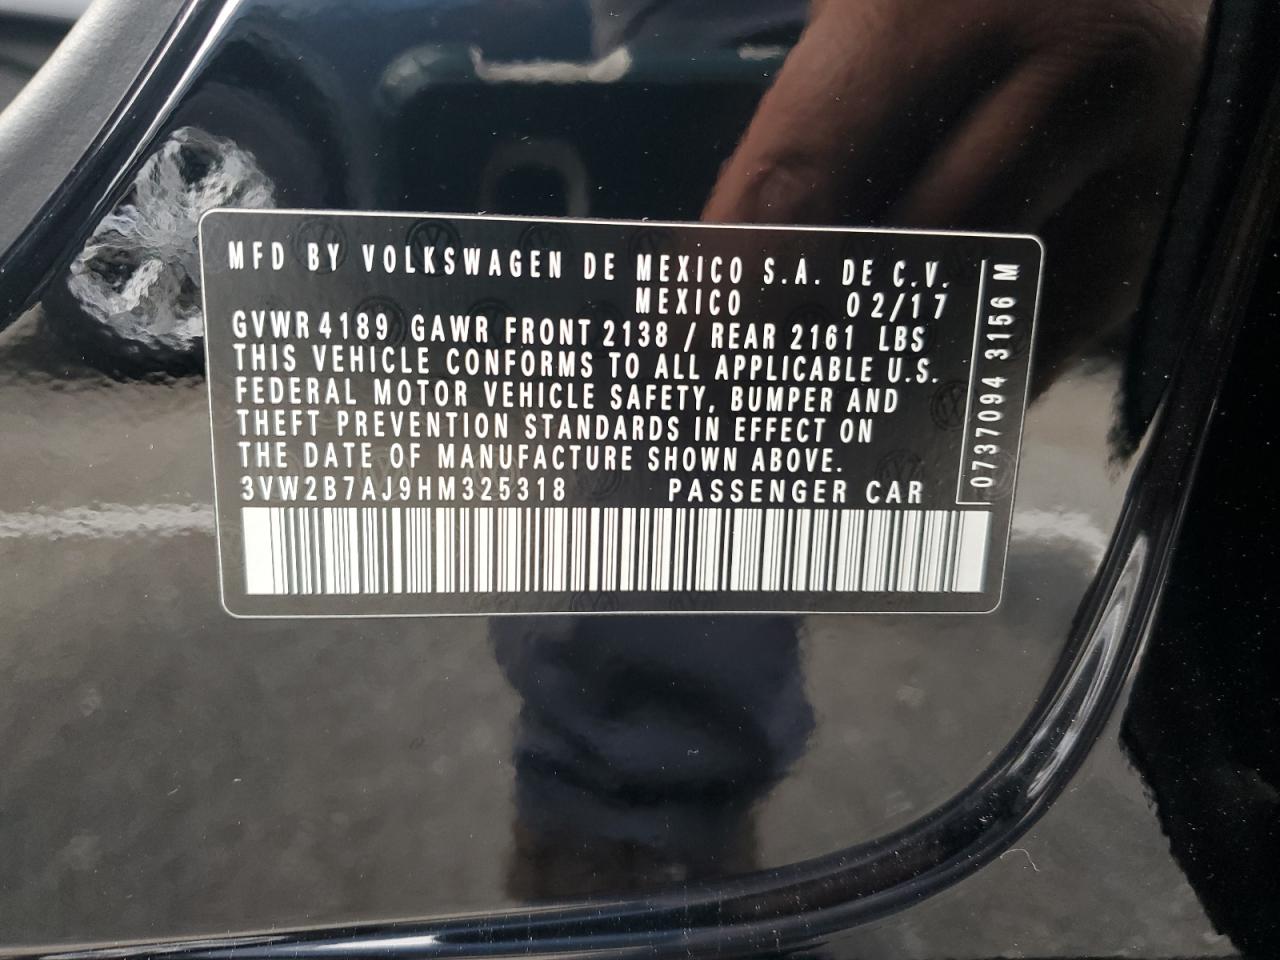 MFD BY VOLKSWAGEN DE MEXICO S.A. DE C.V.
MEXICO 02/17
GVWR 4189 GAWR FRONT 2138 / REAR 2161 LBS
THIS VEHICLE CONFORMS TO ALL APPLICABLE U.S.
FEDERAL MOTOR VEHICLE SAFETY, BUMPER AND
THEFT PREVENTION STANDARDS IN EFFECT ON
THE DATE OF MANUFACTURE SHOWN ABOVE.
3VW2B7AJ9HM325318 PASSENGER CAR
0737094 3156 M